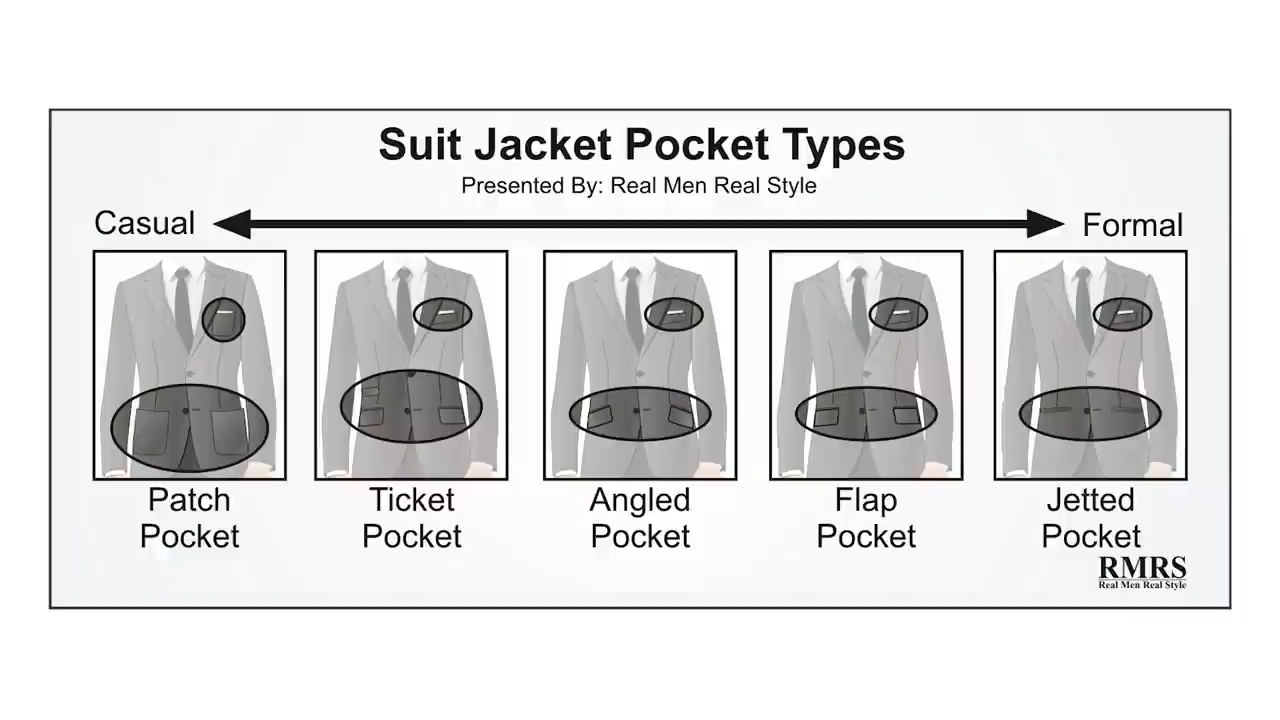 Suit Jacket Pocket Types
Presented By: Real Men Real Style
Casual
Formal
Patch
Pocket
Ticket
Pocket
Angled
Pocket
Flap
Pocket
Jetted
Pocket
RMRS
Real Men Real Style